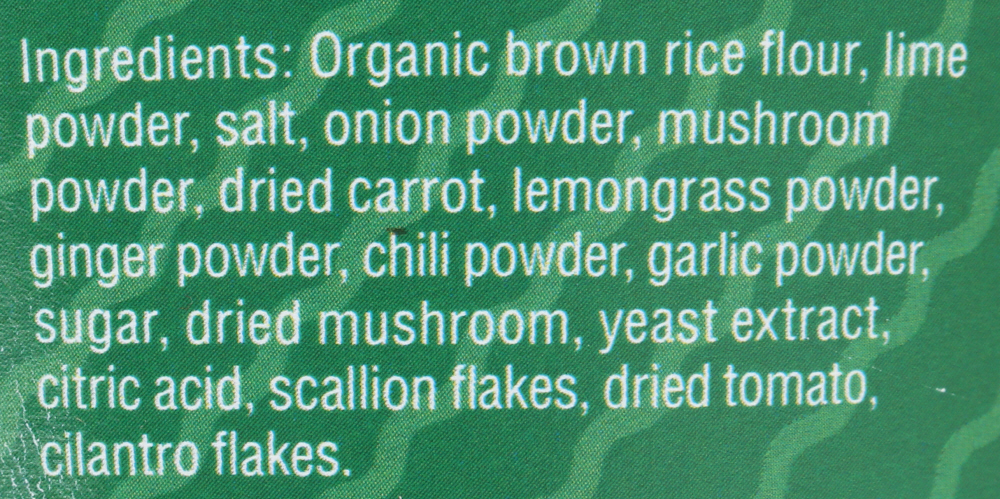 Ingredients: Organic brown rice flour, lime
powder, salt, onion powder, mushroom
powder, dried carrot, lemongrass powder,
ginger powder, chili powder, garlic powder,
sugar, dried mushroom, yeast extract,
citric acid, scallion flakes, dried tomato,
cilantro flakes.